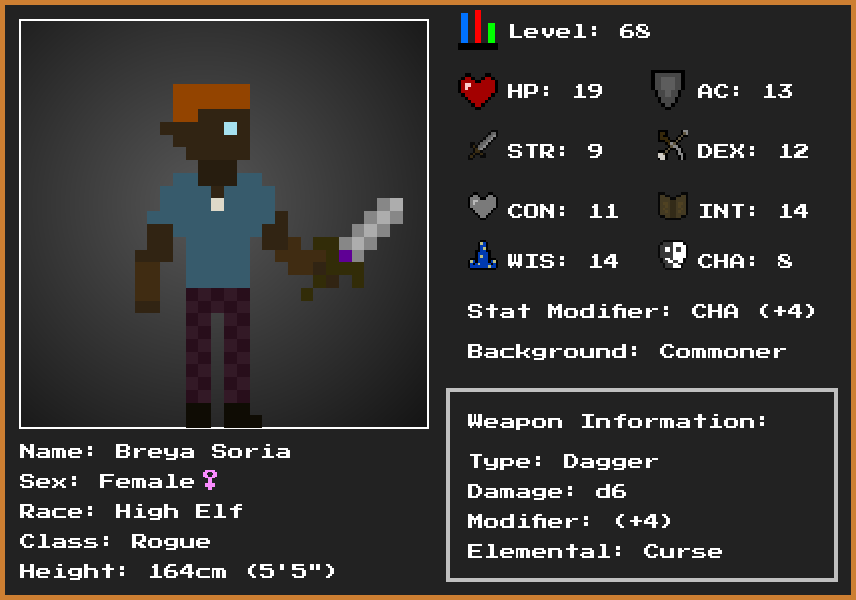 Level: 68
HP: 19
AC: 13
STR: 9
DEX: 12
CON: 11
INT: 14
WIS: 14
CHA: 8
Stat Modifier: CHA (+4)
Background: Commoner
Weapon Information:
Type: Dagger
Damage: d6
Modifier: (+4)
Elemental: Curse
Name: Breya Soria
Sex: Female♀
Race: High Elf
Class: Rogue
Height: 164cm (5'5")